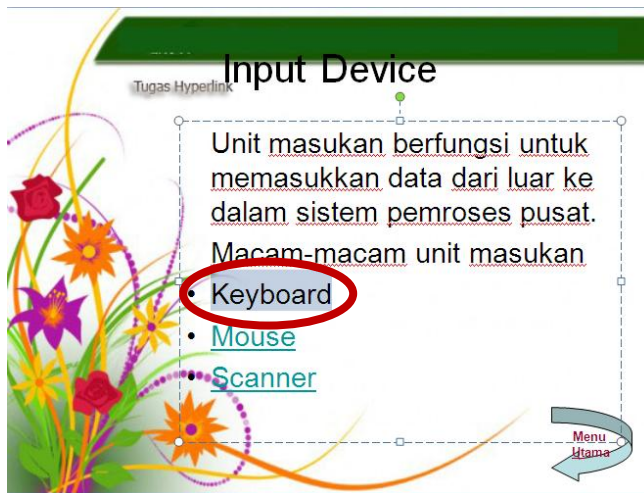 Input Device
Tugas Hyperlink
Unit masukan berfungsi untuk
memasukkan data dari luar ke
dalam sistem pemroses pusat.
Macam-macam unit masukan
• Keyboard
• Mouse
• Scanner
Menu
Utama